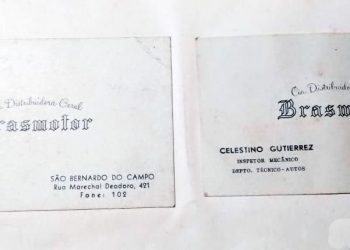 Distribuidora Geral
rasmotor
SÃO BERNARDO DO CAMPO
Rua Marechal Deodoro, 421
Fone: 102
Cia. Distribuidora
Brasmo
CELESTINO GUTIERREZ
INSPETOR MECÂNICO
DEPTO. TÉCNICO-AUTOS